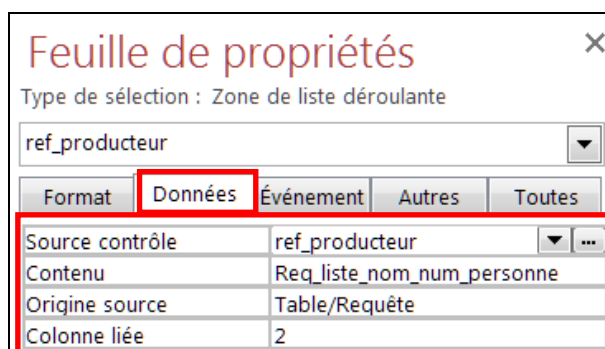 Feuille de propriétés
Type de sélection : Zone de liste déroulante
ref_producteur
Format Données Événement Autres Toutes
Source contrôle ref_producteur
Contenu Req_liste_nom_num_personne
Origine source Table/Requête
Colonne liée 2